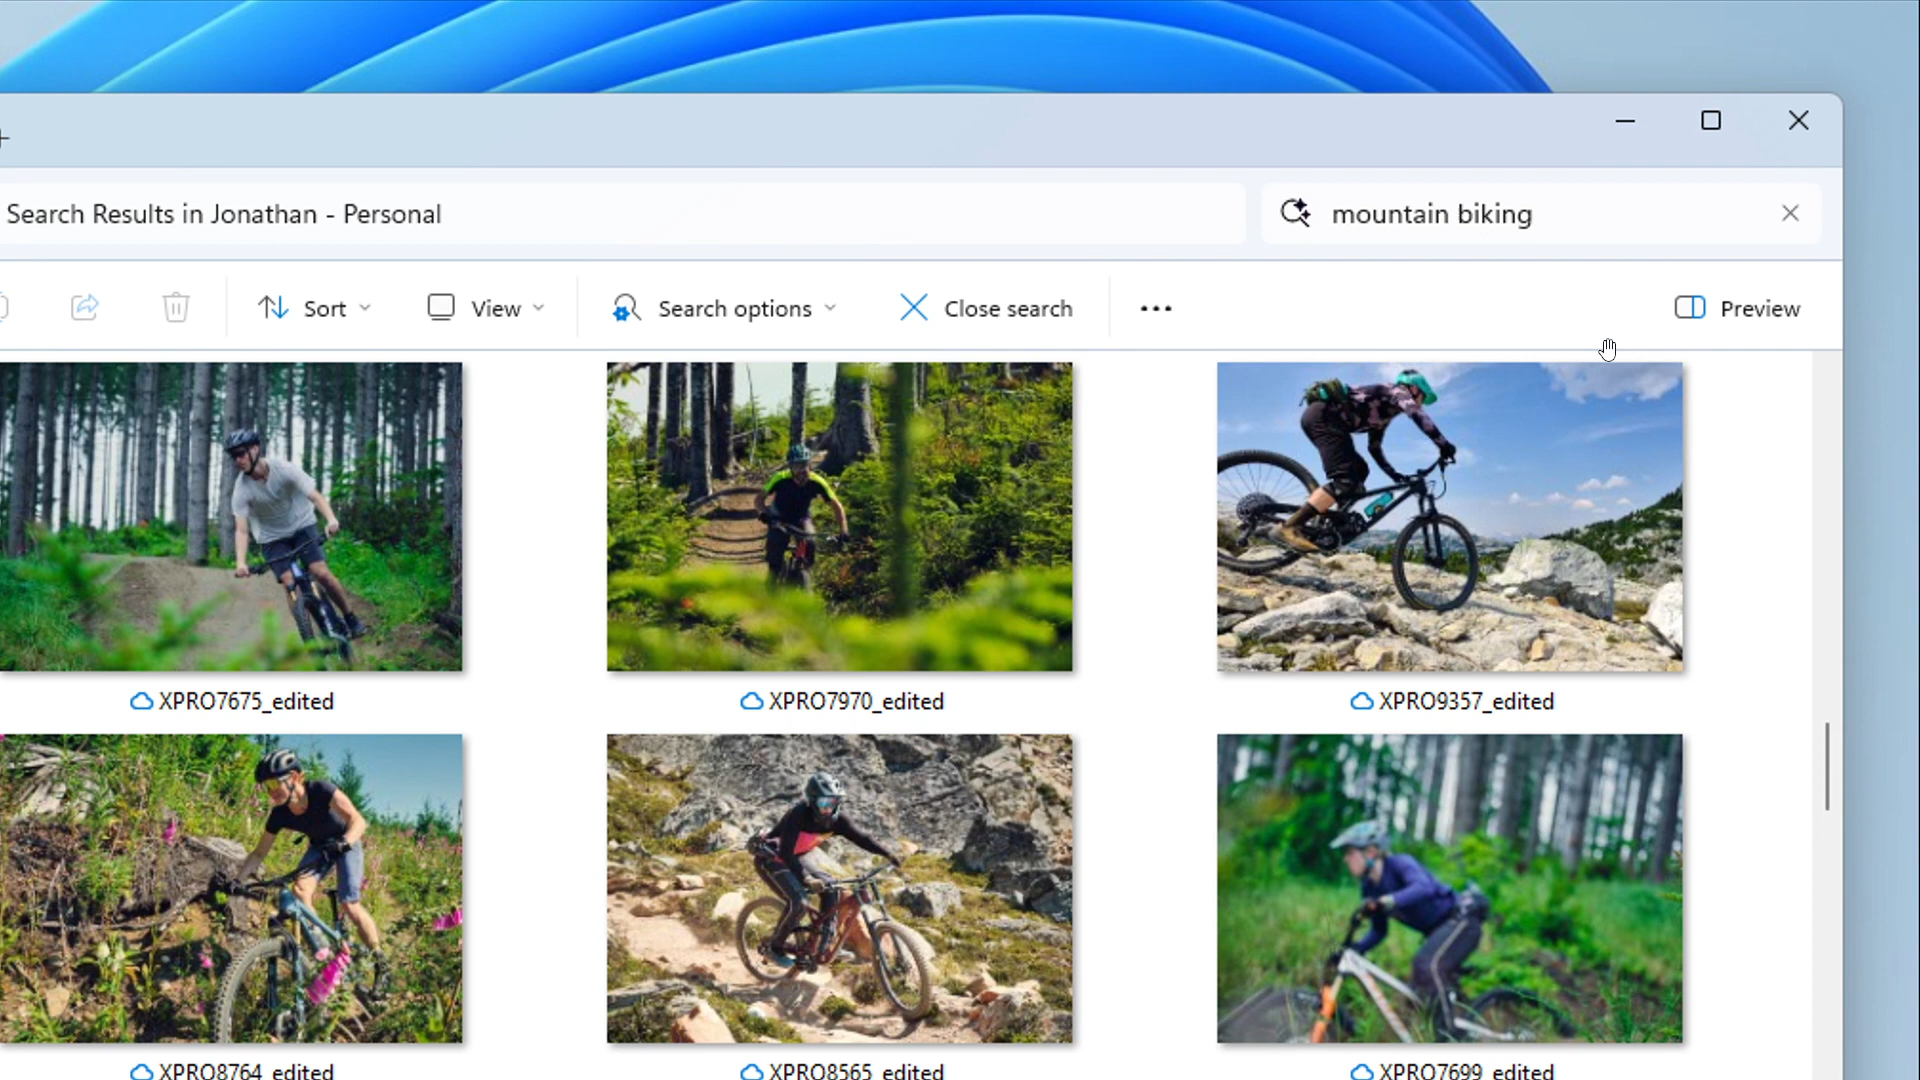 Search Results in Jonathan - Personal
mountain biking
Sort
View
Search options
Close search
Preview
XPRO7675_edited
XPRO7970_edited
XPRO9357_edited
XPRO8764_edited
XPRO8565_edited
XPRO7699_edited